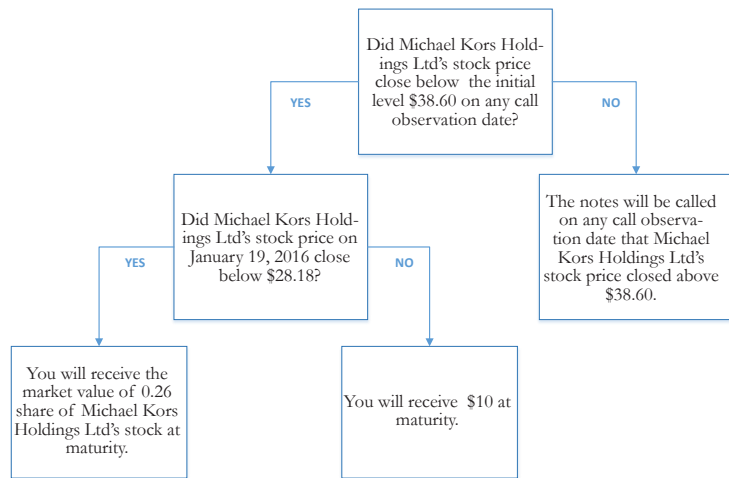 Did Michael Kors Hold-
ings Ltd's stock price
close below the initial
level $38.60 on any call
observation date?
YES
NO
Did Michael Kors Hold-
ings Ltd's stock price on
January 19, 2016 close
below $28.18?
The notes will be called
on any call observa-
tion date that Michael
Kors Holdings Ltd's
stock price closed above
$38.60.
YES
NO
You will receive the
market value of 0.26
share of Michael Kors
Holdings Ltd's stock at
maturity.
You will receive $10 at
maturity.